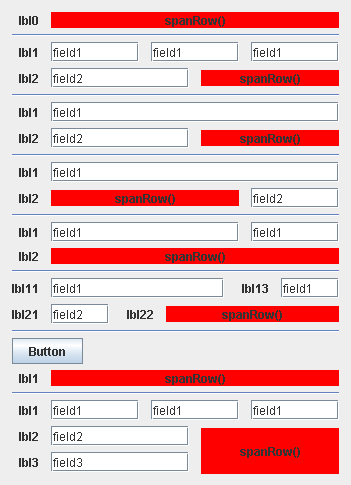 lbl0 spanRow()
lbl1 field1 field1 field1
lbl2 field2 spanRow()
lbl1 field1
lbl2 field2 spanRow()
lbl1 field1
lbl2 spanRow() field2
lbl1 field1 field1
lbl2 spanRow()
lbl11 field1 lbl13 field1
lbl21 field2 lbl22 spanRow()
Button
lbl1 spanRow()
lbl1 field1 field1 field1
lbl2 field2
spanRow()
lbl3 field3